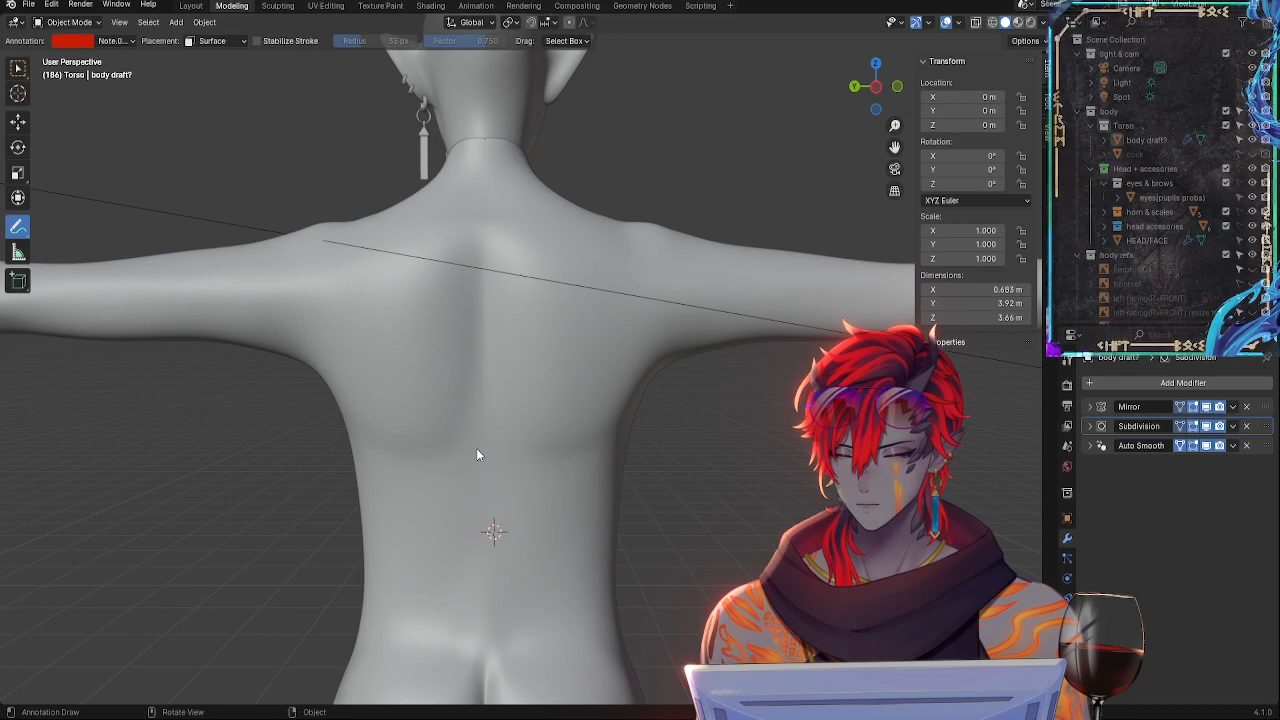 File Edit Render Window Help Layout Modeling Sculpting UV Editing Texture Paint Shading Animation Rendering Compositing Geometry Nodes Scripting +
Object Mode View Select Add Object Global
Annotation: Note.0... Placement: Surface Stabilize Stroke Radius 35 px Factor 0.750 Drag: Select Box Options
User Perspective
(186) Torso | body draft?
Z
Y
Transform
Location:
X 0 m
Y 0 m
Z 0 m
Rotation:
X 0°
Y 0°
Z 0°
XYZ Euler
Scale:
X 1.000
Y 1.000
Z 1.000
Dimensions:
X 0.683 m
Y 3.92 m
Z 3.66 m
Properties
Scene Collection
light & cam
Camera
Light
Spot
body
Torso
body draft?
cock
Head + accesories
eyes & brows
eyes(pupils probs)
horn & scales
head accesories
HEAD/FACE
body refs
front ref
Search
body draft? Subdivision
Add Modifier
Mirror
Subdivision
Auto Smooth
Annotation Draw Rotate View Object 4.1.0